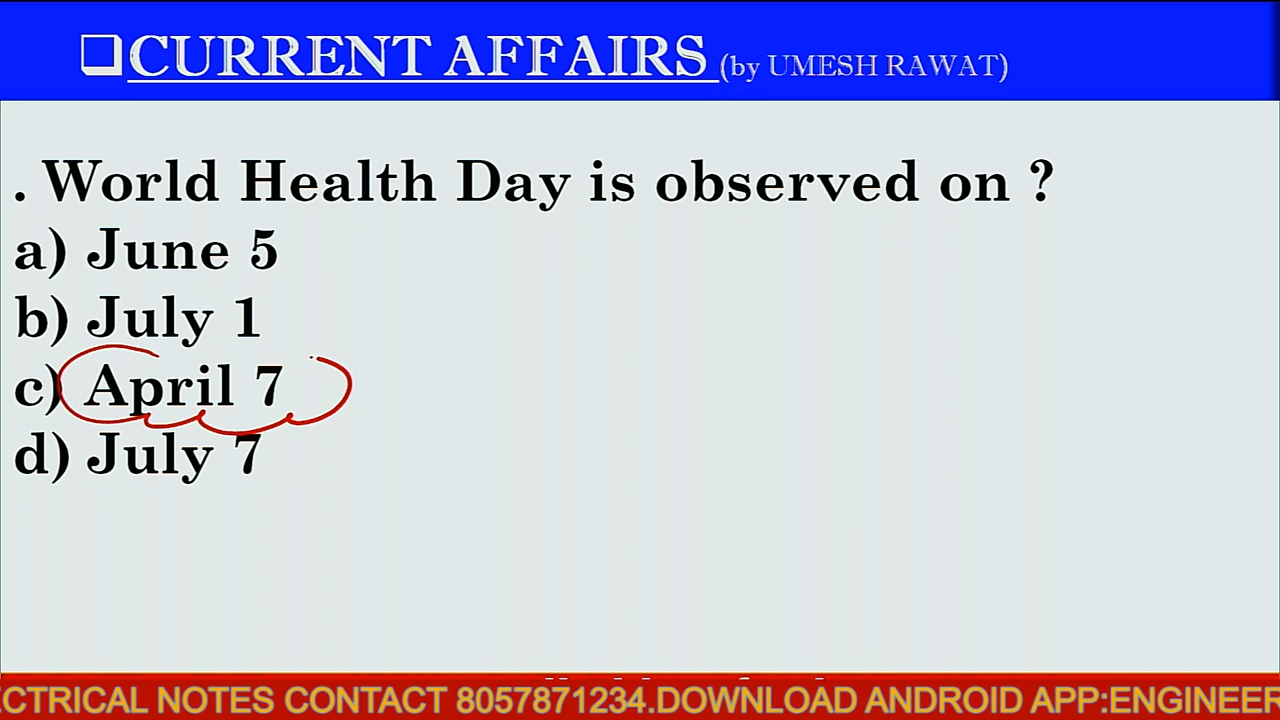 CURRENT AFFAIRS (by UMESH RAWAT)
. World Health Day is observed on ?
a) June 5
b) July 1
c) April 7
d) July 7
ECTRICAL NOTES CONTACT 8057871234.DOWNLOAD ANDROID APP:ENGINEER